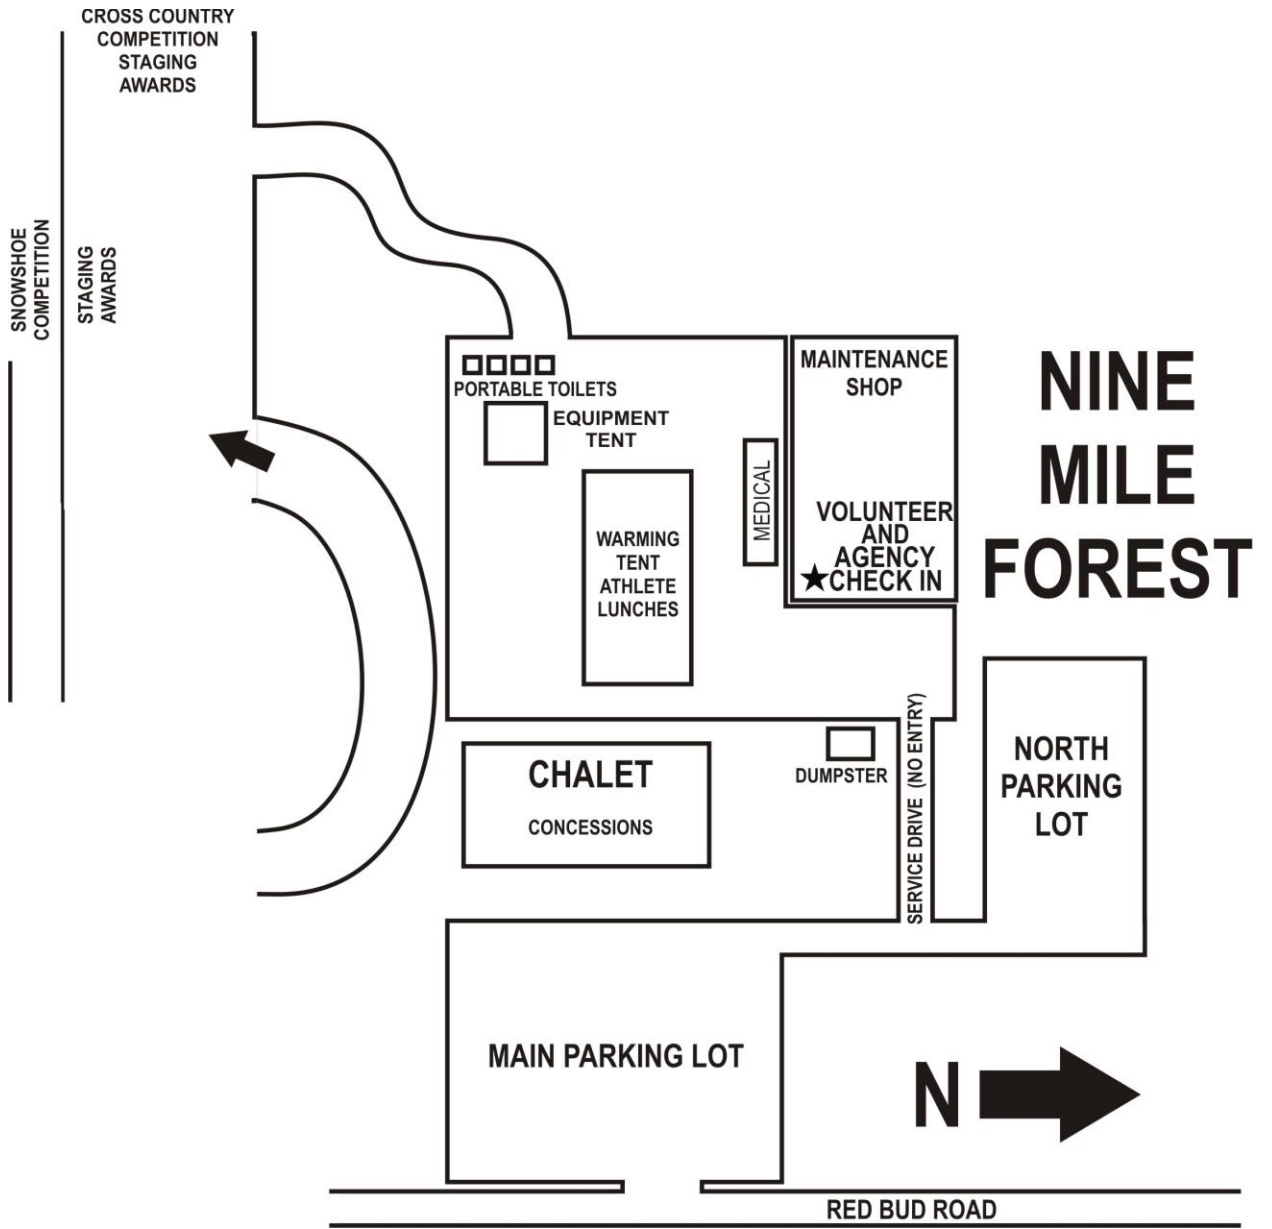 CROSS COUNTRY
COMPETITION
STAGING
AWARDS
SNOWSHOE
COMPETITION
STAGING
AWARDS
PORTABLE TOILETS
EQUIPMENT
TENT
WARMING
TENT
ATHLETE
LUNCHES
MEDICAL
MAINTENANCE
SHOP
VOLUNTEER
AND
AGENCY
CHECK IN
NINE
MILE
FOREST
CHALET
CONCESSIONS
DUMPSTER
SERVICE DRIVE (NO ENTRY)
NORTH
PARKING
LOT
MAIN PARKING LOT
N
RED BUD ROAD